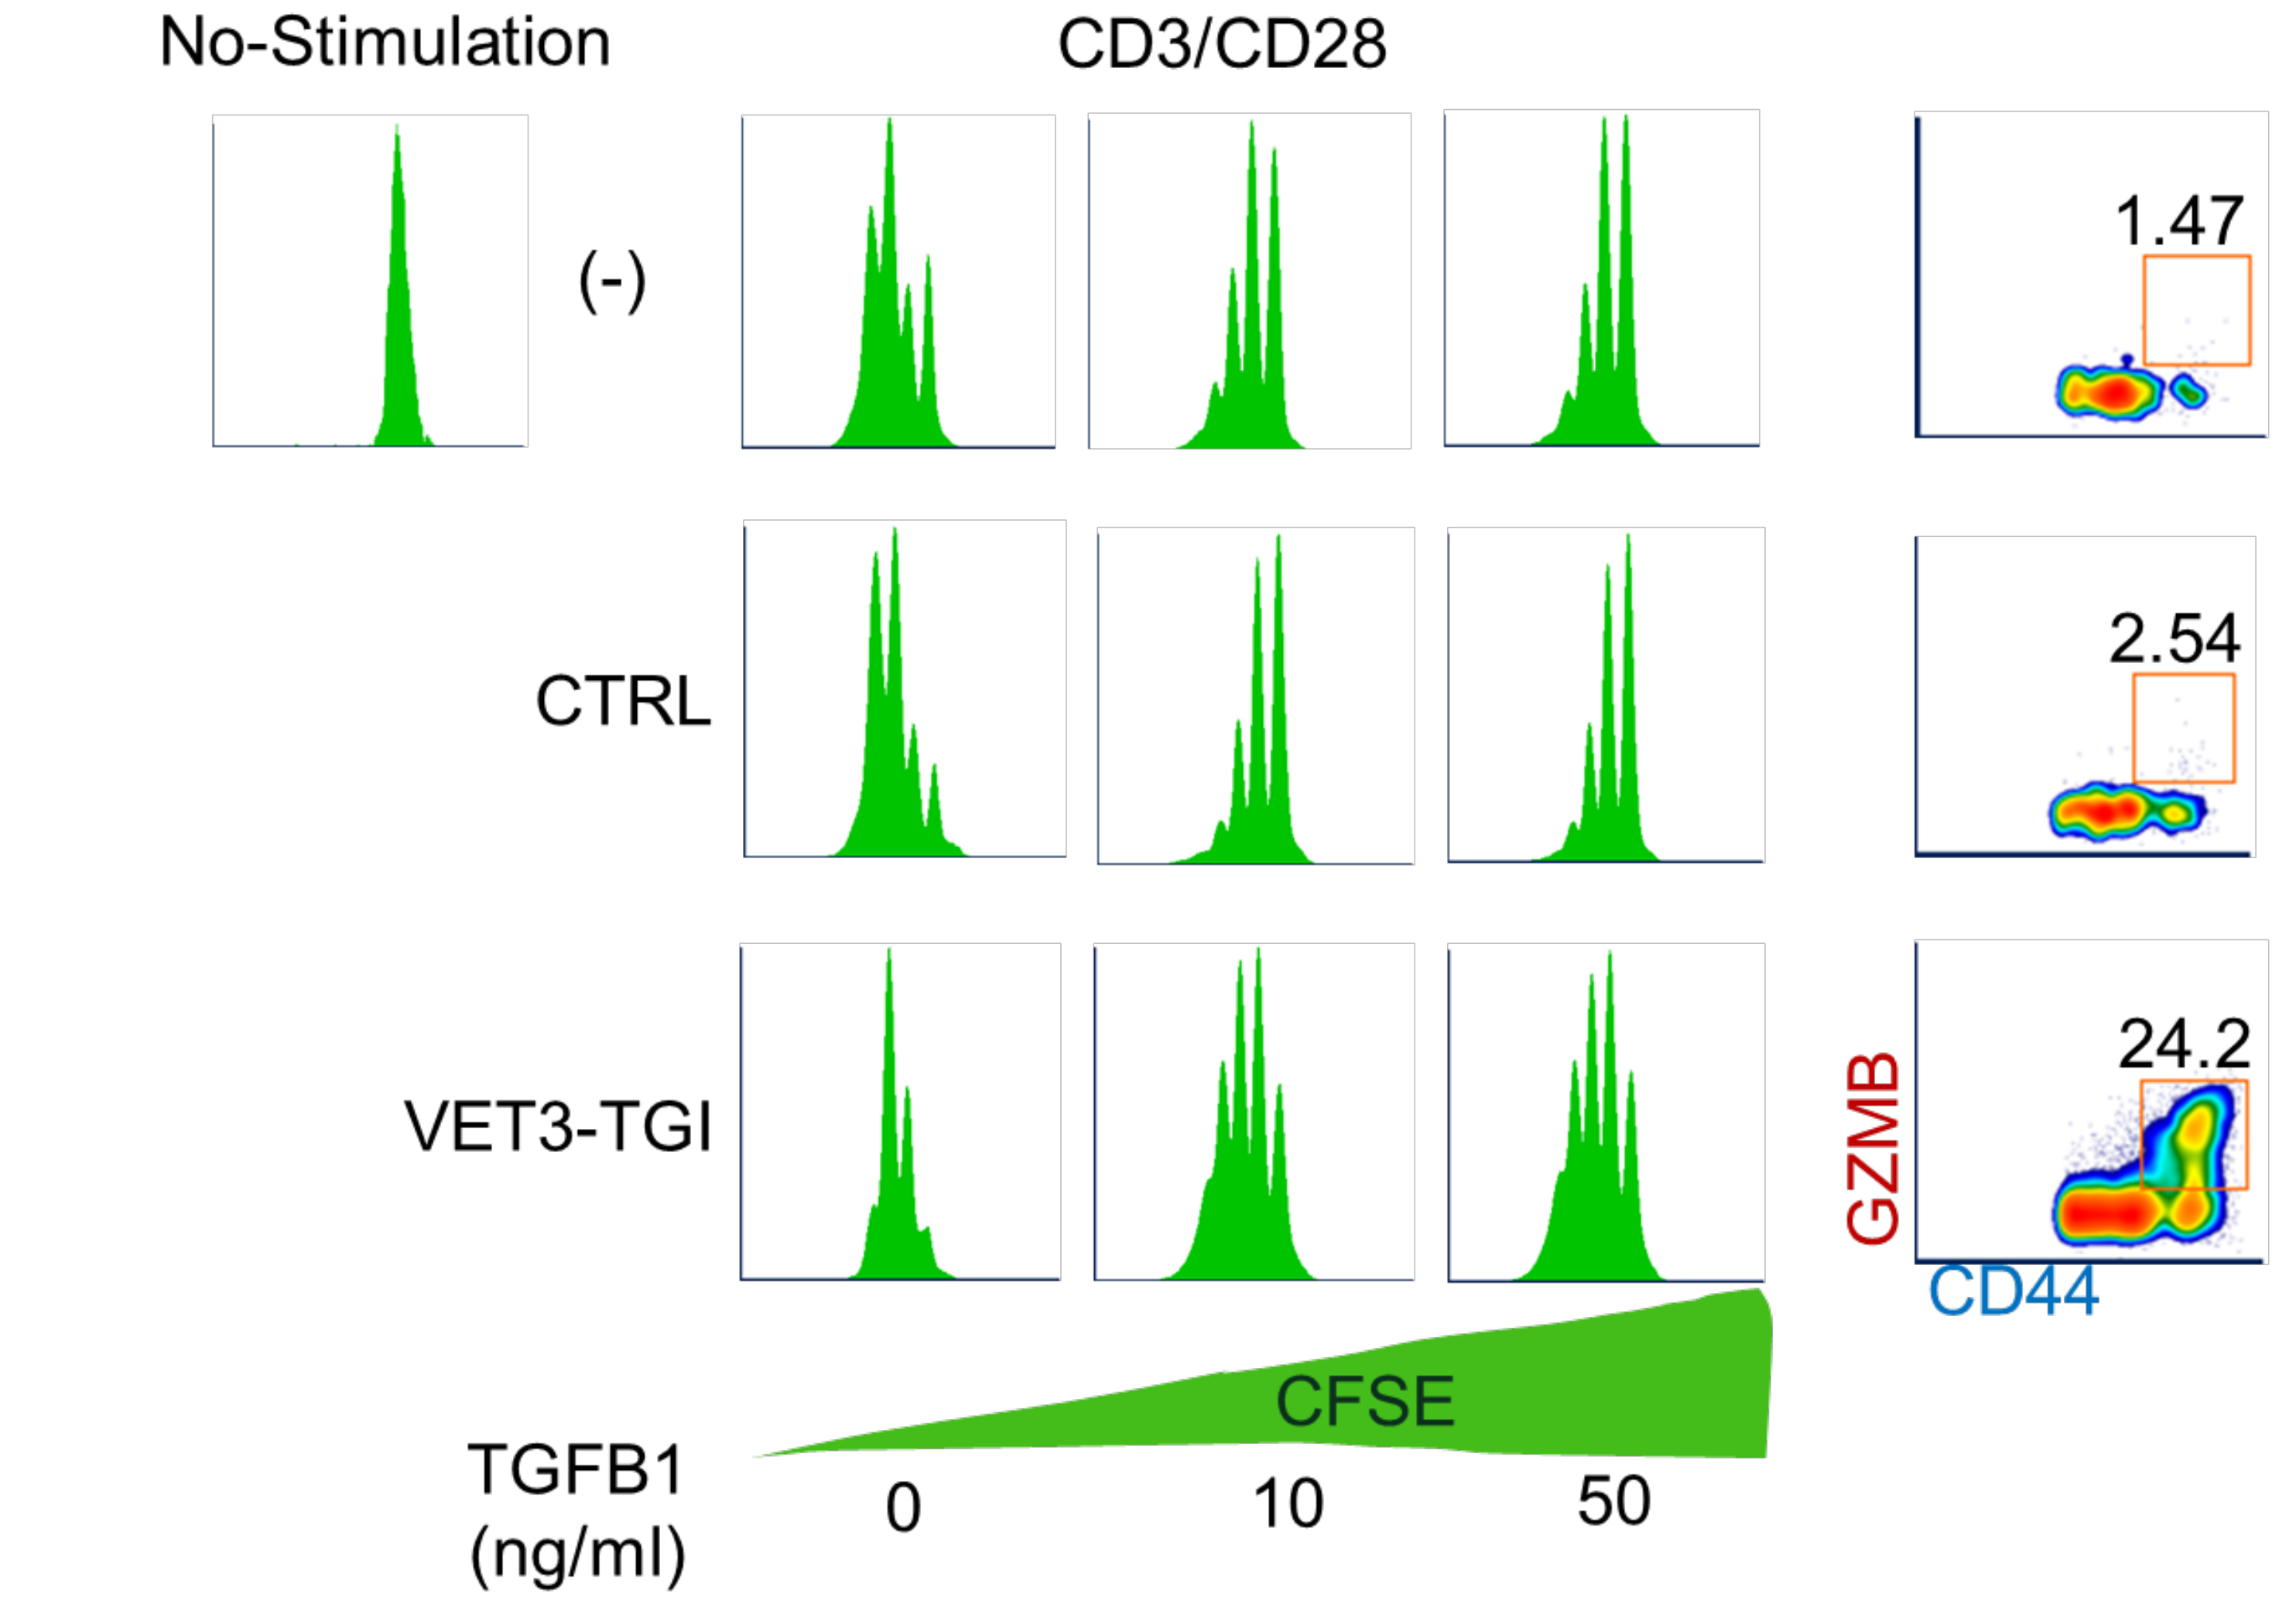 No-Stimulation
CD3/CD28
(-)
1.47
CTRL
2.54
VET3-TGI
24.2
GZMB
CD44
CFSE
TGFB1
(ng/ml)
0
10
50